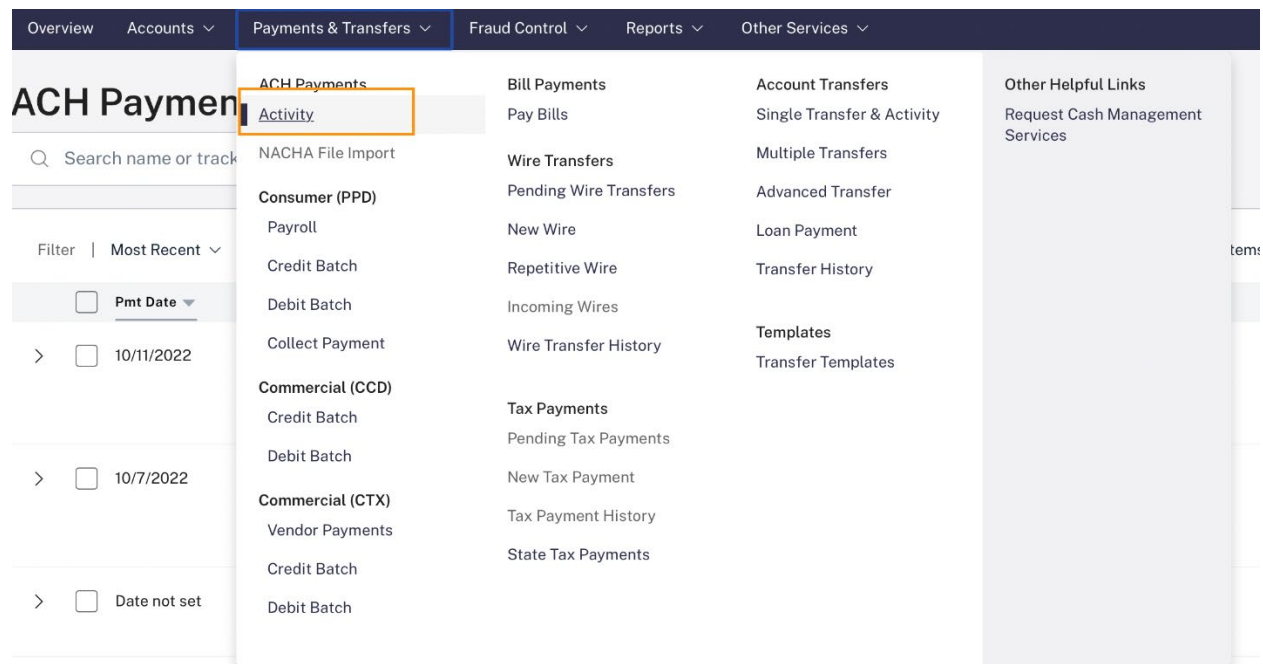 Overview Accounts Payments & Transfers Fraud Control Reports Other Services
ACH Paymen
Search name or track
Filter | Most Recent
tems
Pmt Date
10/11/2022
10/7/2022
Date not set
ACH Payments
Activity
NACHA File Import
Consumer (PPD)
Payroll
Credit Batch
Debit Batch
Collect Payment
Commercial (CCD)
Credit Batch
Debit Batch
Commercial (CTX)
Vendor Payments
Credit Batch
Debit Batch
Bill Payments
Pay Bills
Wire Transfers
Pending Wire Transfers
New Wire
Repetitive Wire
Incoming Wires
Wire Transfer History
Tax Payments
Pending Tax Payments
New Tax Payment
Tax Payment History
State Tax Payments
Account Transfers
Single Transfer & Activity
Multiple Transfers
Advanced Transfer
Loan Payment
Transfer History
Templates
Transfer Templates
Other Helpful Links
Request Cash Management
Services